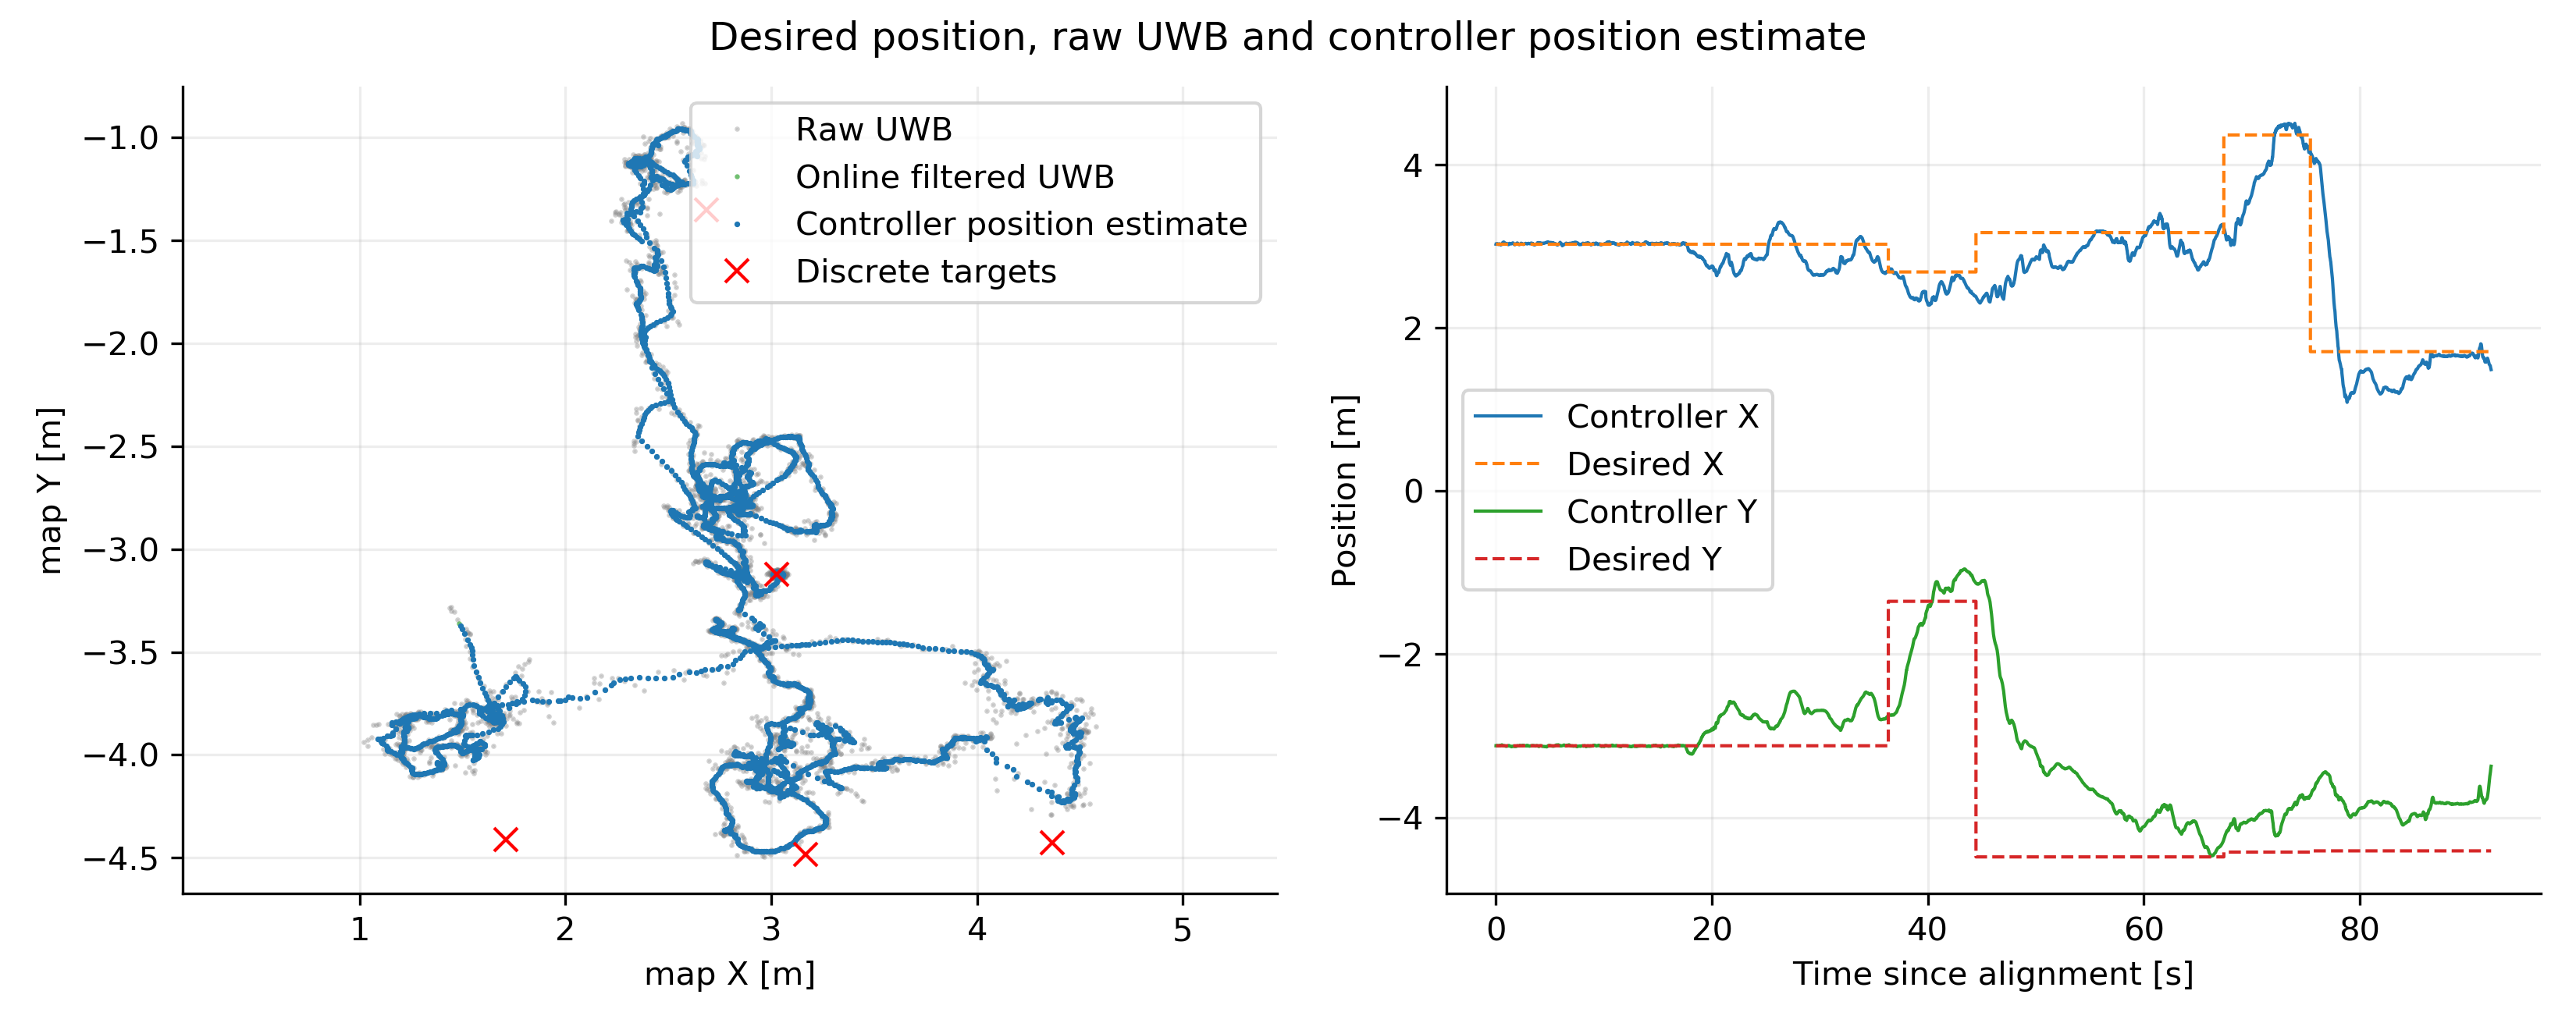 Desired position, raw UWB and controller position estimate
−1.0
−1.5
−2.0
−2.5
−3.0
−3.5
−4.0
−4.5
map Y [m]
1
2
3
4
5
map X [m]
Raw UWB
Online filtered UWB
Controller position estimate
Discrete targets
4
2
0
−2
−4
Position [m]
0
20
40
60
80
Time since alignment [s]
Controller X
Desired X
Controller Y
Desired Y